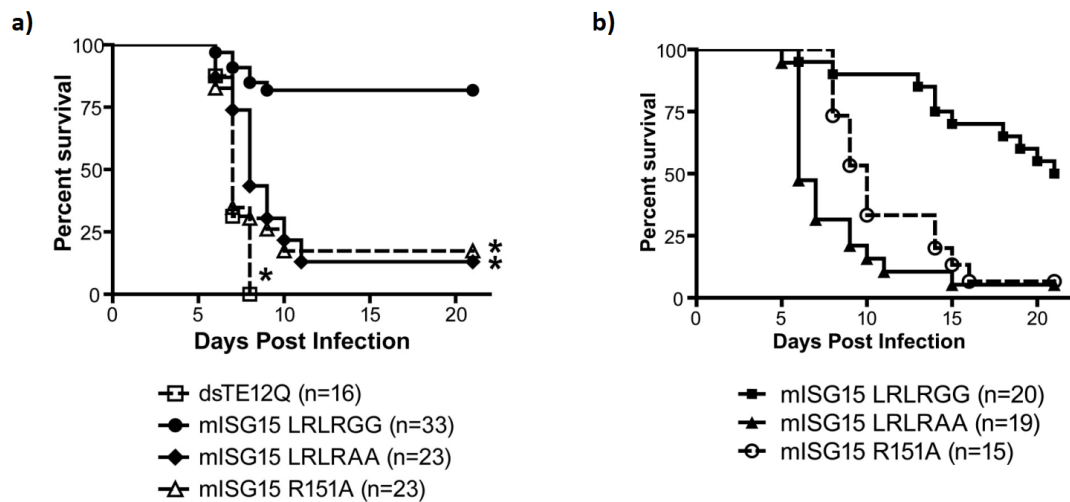 a)
Percent survival
100
75
50
25
0
0 5 10 15 20
*
*
*
Days Post Infection
dsTE12Q (n=16)
mISG15 LRLRGG (n=33)
mISG15 LRLRAA (n=23)
mISG15 R151A (n=23)
b)
Percent survival
100
75
50
25
0
0 5 10 15 20
Days Post Infection
mISG15 LRLRGG (n=20)
mISG15 LRLRAA (n=19)
mISG15 R151A (n=15)